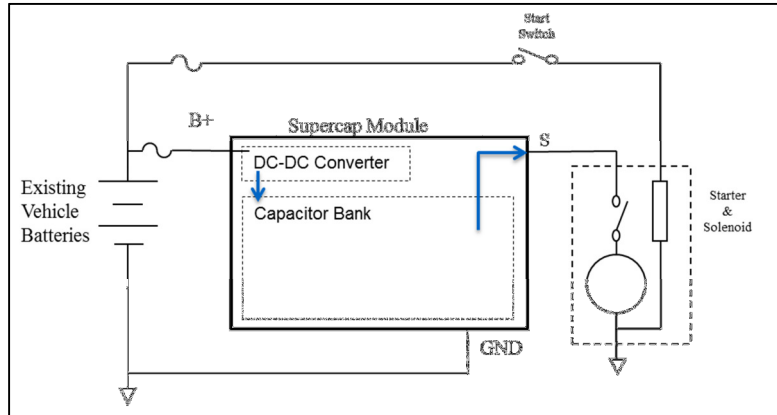 Start
Switch
B+
Supercap Module
S
DC-DC Converter
Existing
Vehicle
Batteries
Capacitor Bank
Starter
&
Solenoid
GND